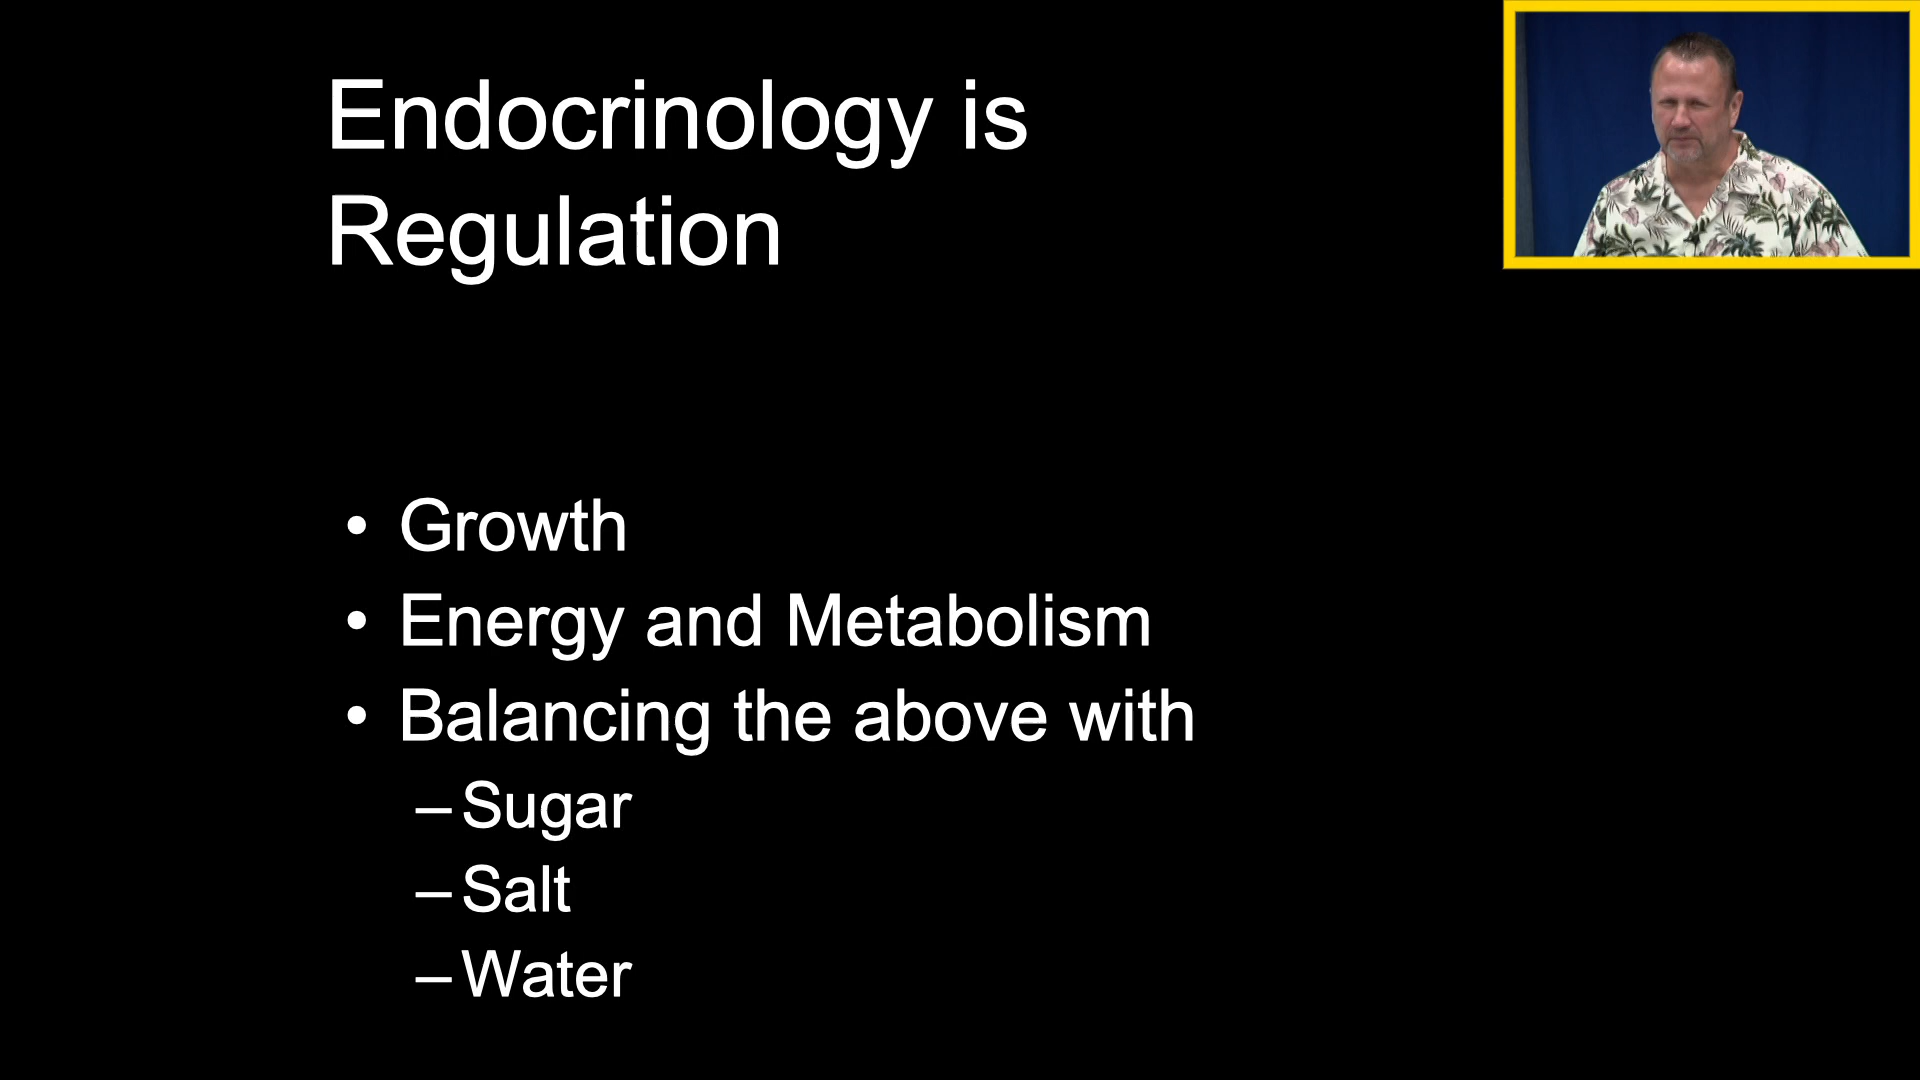 Endocrinology is
Regulation
• Growth
• Energy and Metabolism
• Balancing the above with
– Sugar
– Salt
– Water